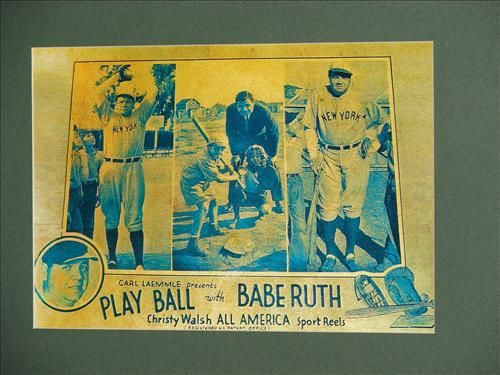 NEW YORK
NEW YORK
CARL LAEMMLE presents
PLAY BALL with BABE RUTH
Christy Walsh ALL AMERICA Sport Reels
(REGISTERED U.S. PATENT OFFICE)